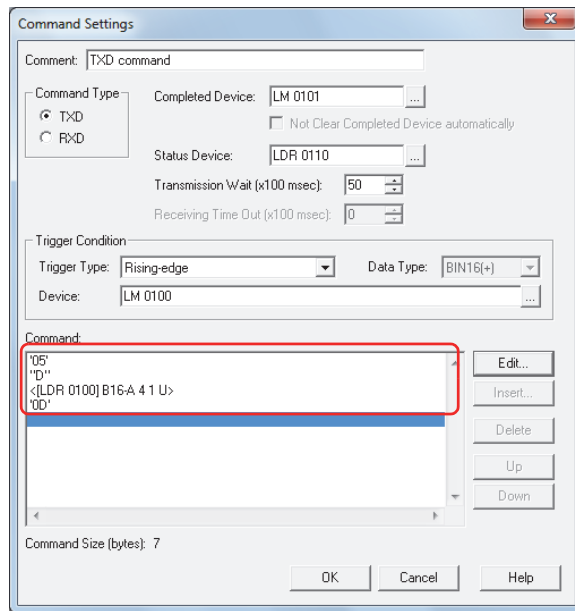 Command Settings
Comment: TXD command
Command Type
TXD
RXD
Completed Device: LM 0101 ...
Not Clear Completed Device automatically
Status Device: LDR 0110 ...
Transmission Wait (x100 msec): 50
Receiving Time Out (x100 msec): 0
Trigger Condition
Trigger Type: Rising-edge Data Type: BIN16(+)
Device: LM 0100 ...
Command:
'05'
"D"
<[LDR 0100] B16-A 4 1 U>
'0D'
Edit...
Insert...
Delete
Up
Down
Command Size (bytes): 7
OK Cancel Help